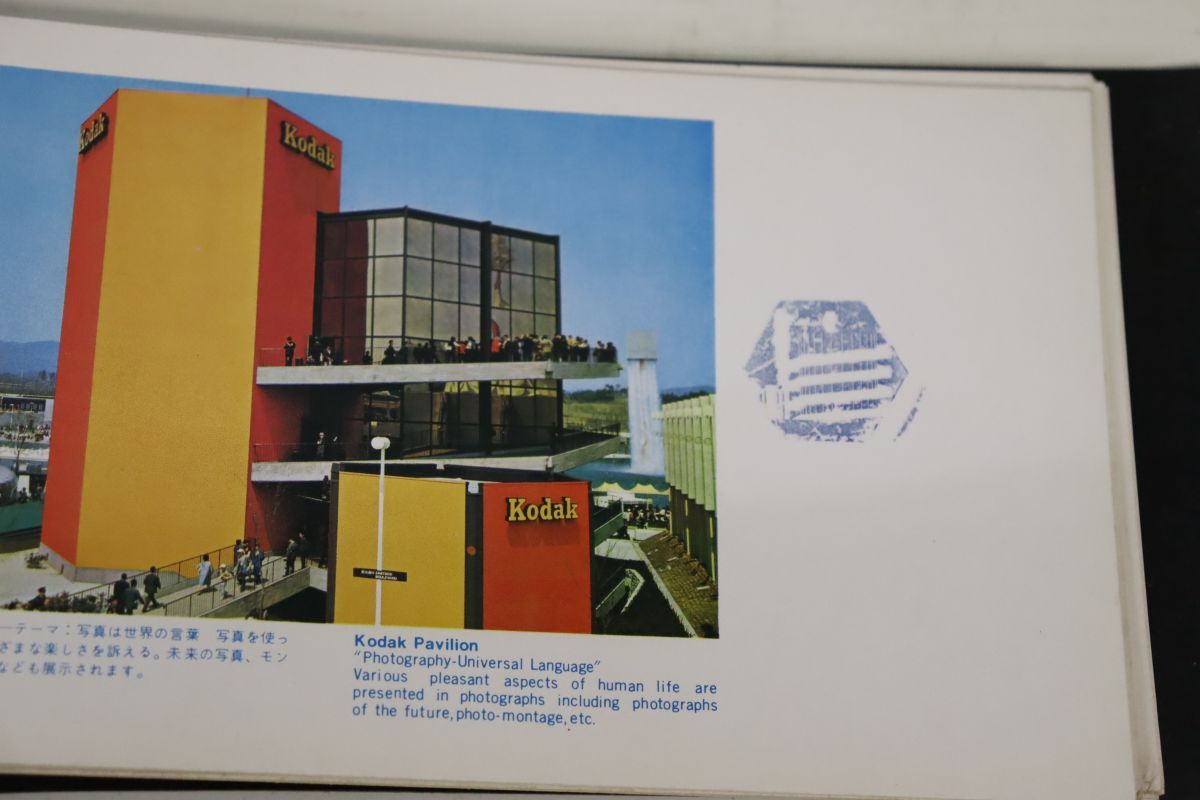 Kodak
Kodak
Kodak
ーテーマ：写真は世界の言葉　写真を使っ
ざまな楽しさを訴える。未来の写真、モン
なども展示されます。
Kodak Pavilion
"Photography-Universal Language"
Various pleasant aspects of human life are
presented in photographs including photographs
of the future, photo-montage, etc.